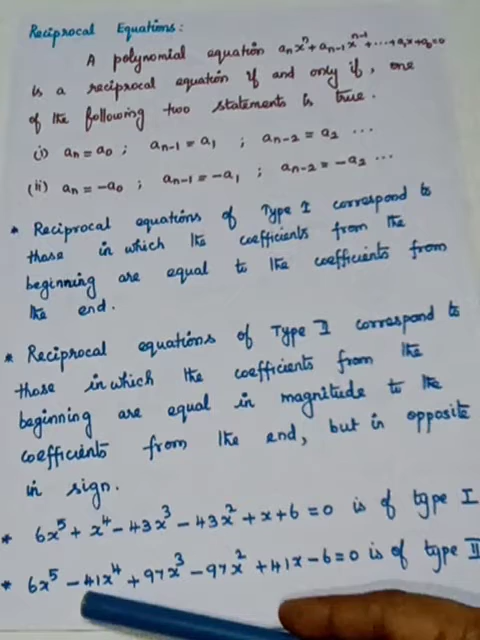 Reciprocal Equations:
A polynomial equation aₙxⁿ + aₙ₋₁xⁿ⁻¹ + ... + a₁x + a₀ = 0
is a reciprocal equation if and only if, one
of the following two statements is true.
(i) aₙ = a₀ ; aₙ₋₁ = a₁ ; aₙ₋₂ = a₂ ...
(ii) aₙ = -a₀ ; aₙ₋₁ = -a₁ ; aₙ₋₂ = -a₂ ...
* Reciprocal equations of Type I correspond to
those in which the coefficients from the
beginning are equal to the coefficients from
the end.
* Reciprocal equations of Type II correspond to
those in which the coefficients from the
beginning are equal in magnitude to the
coefficients from the end, but in opposite
in sign.
* 6x⁵ + x⁴ - 43x³ - 43x² + x + 6 = 0 is of type I
* 6x⁵ - 41x⁴ + 97x³ - 97x² + 41x - 6 = 0 is of type II